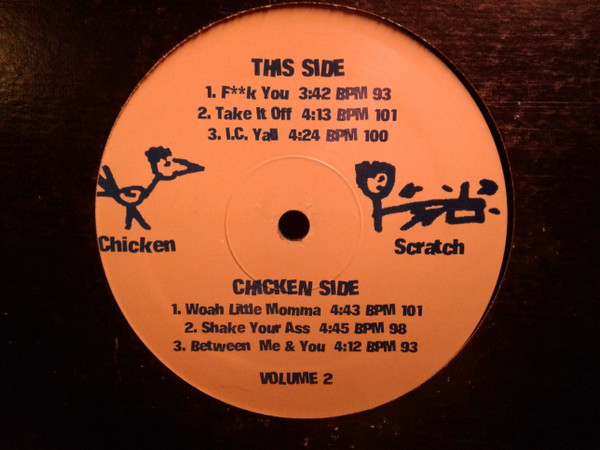 THIS SIDE
1. F**k You 3:42 BPM 93
2. Take It Off 4:13 BPM 101
3. I.C. Yall 4:24 BPM 100
Chicken
Scratch
CHICKEN SIDE
1. Woah Little Momma 4:43 BPM 101
2. Shake Your Ass 4:45 BPM 98
3. Between Me & You 4:12 BPM 93
VOLUME 2